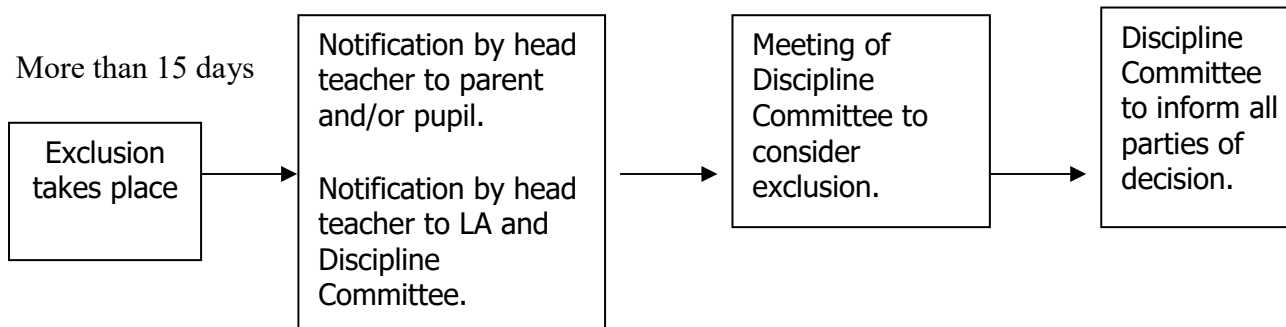 More than 15 days
Exclusion
takes place
Notification by head
teacher to parent
and/or pupil.
Notification by head
teacher to LA and
Discipline
Committee.
Meeting of
Discipline
Committee to
consider
exclusion.
Discipline
Committee
to inform all
parties of
decision.